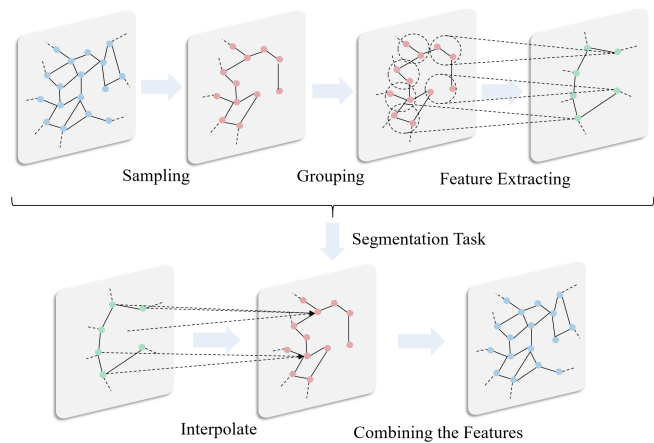 Sampling
Grouping
Feature Extracting
Segmentation Task
Interpolate
Combining the Features